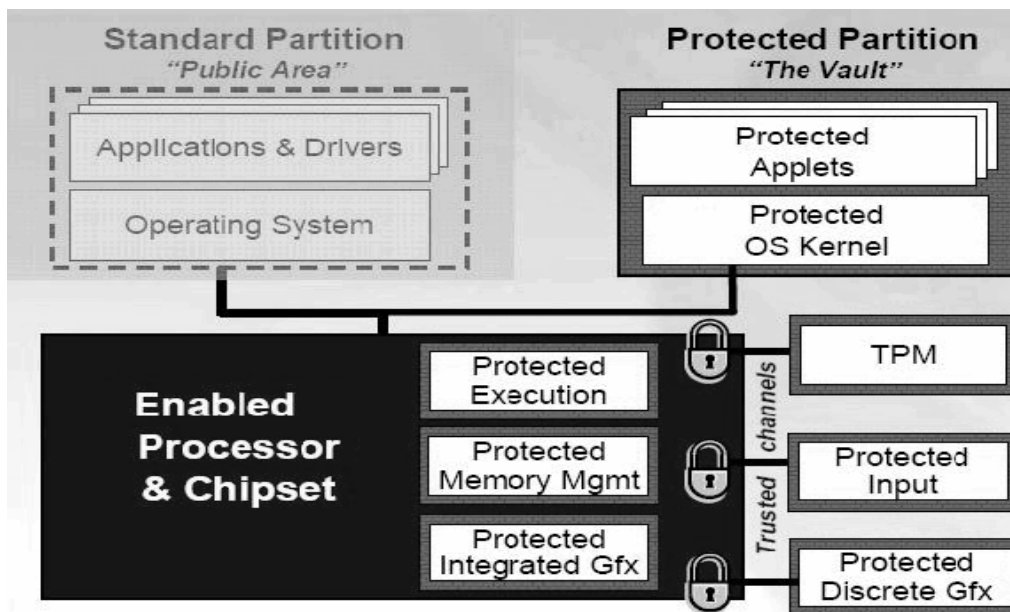 Standard Partition
“Public Area”
Applications & Drivers
Operating System
Protected Partition
“The Vault”
Protected
Applets
Protected
OS Kernel
Enabled
Processor
& Chipset
Protected
Execution
Protected
Memory Mgmt
Protected
Integrated Gfx
Trusted channels
TPM
Protected
Input
Protected
Discrete Gfx